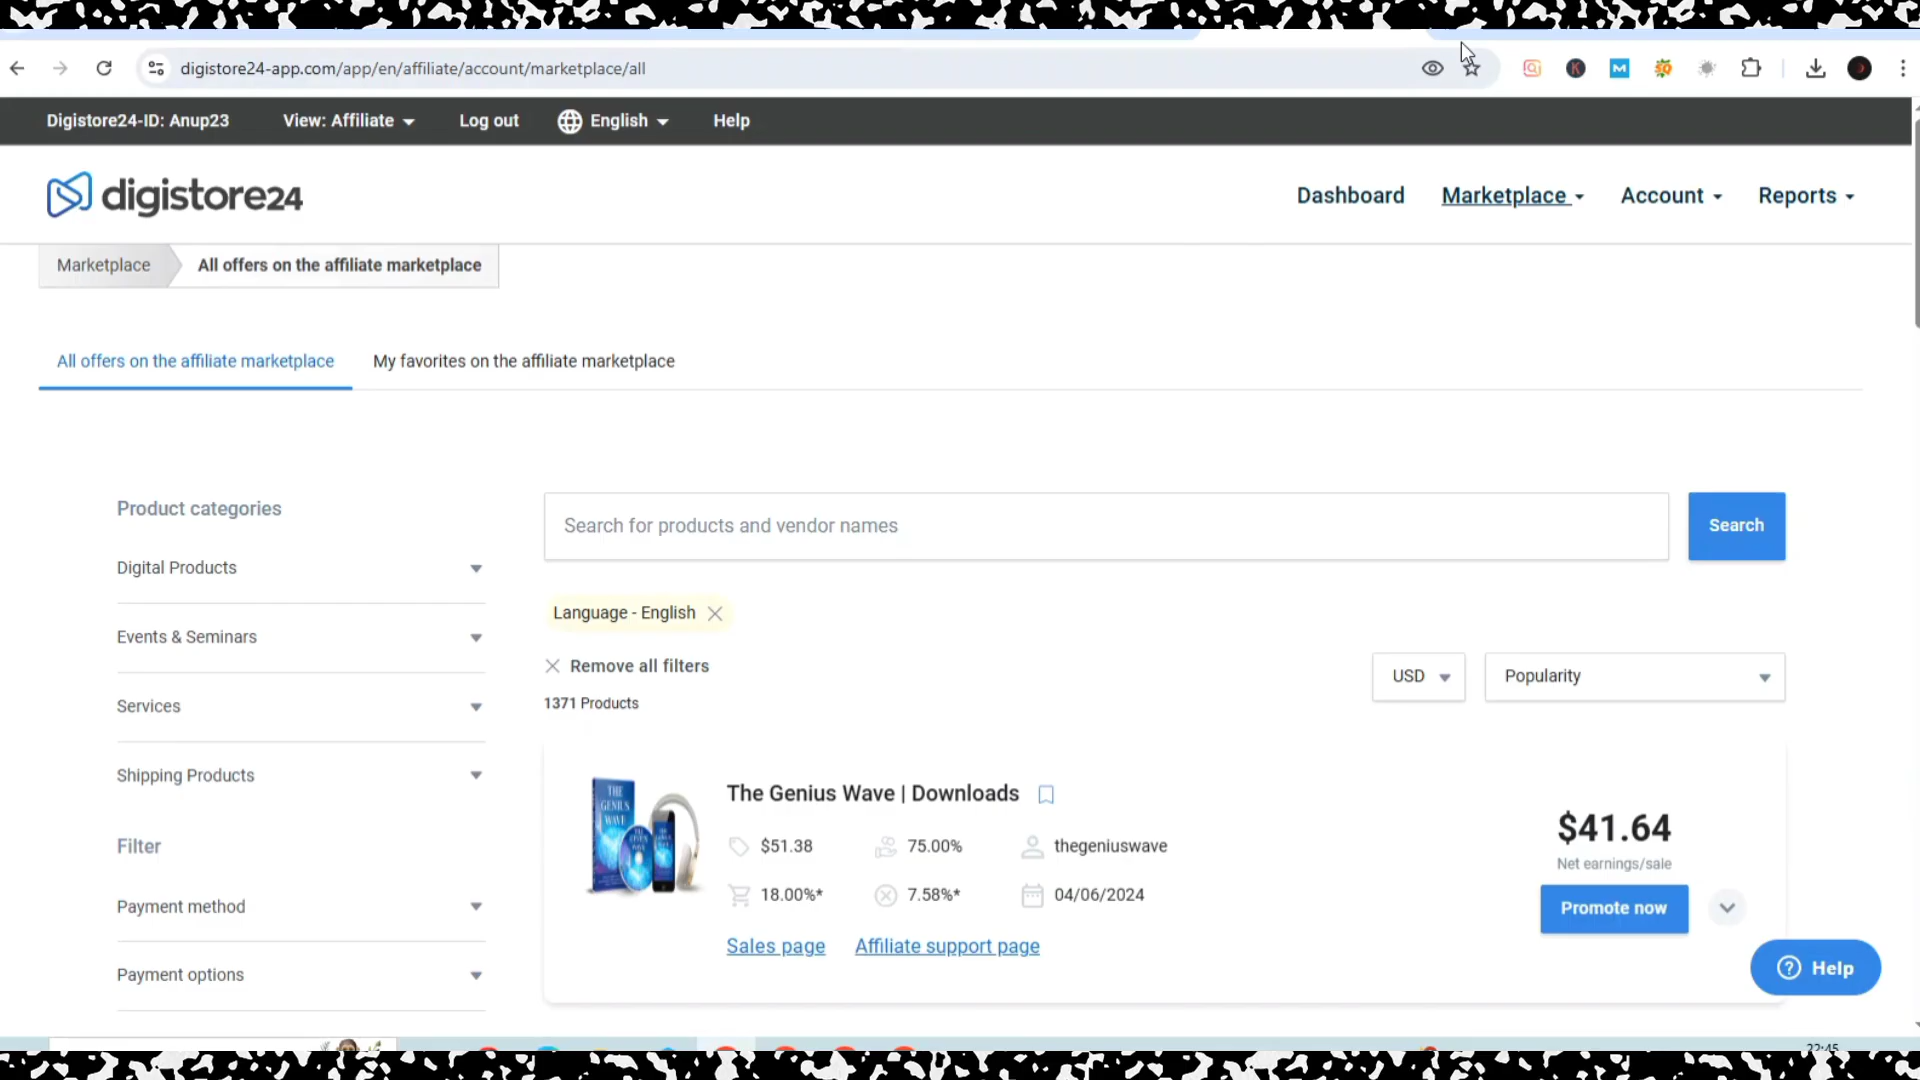 digistore24-app.com/app/en/affiliate/account/marketplace/all
Digistore24-ID: Anup23 View: Affiliate Log out English Help
digistore24 Dashboard Marketplace Account Reports
Marketplace All offers on the affiliate marketplace
All offers on the affiliate marketplace My favorites on the affiliate marketplace
Product categories
Digital Products
Events & Seminars
Services
Shipping Products
Filter
Payment method
Payment options
Search for products and vendor names Search
Language - English
Remove all filters
USD Popularity
1371 Products
THE GENIUS WAVE
The Genius Wave | Downloads
$51.38 75.00% thegeniuswave
18.00%* 7.58%* 04/06/2024
Sales page Affiliate support page
$41.64
Net earnings/sale
Promote now
Help
22:45